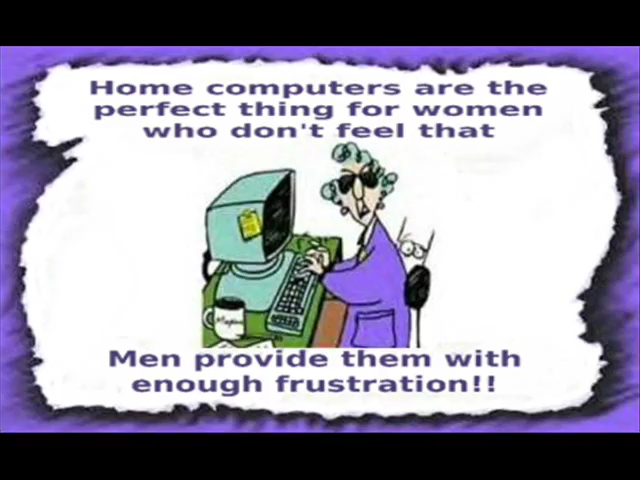 Home computers are the
perfect thing for women
who don't feel that
Men provide them with
enough frustration!!